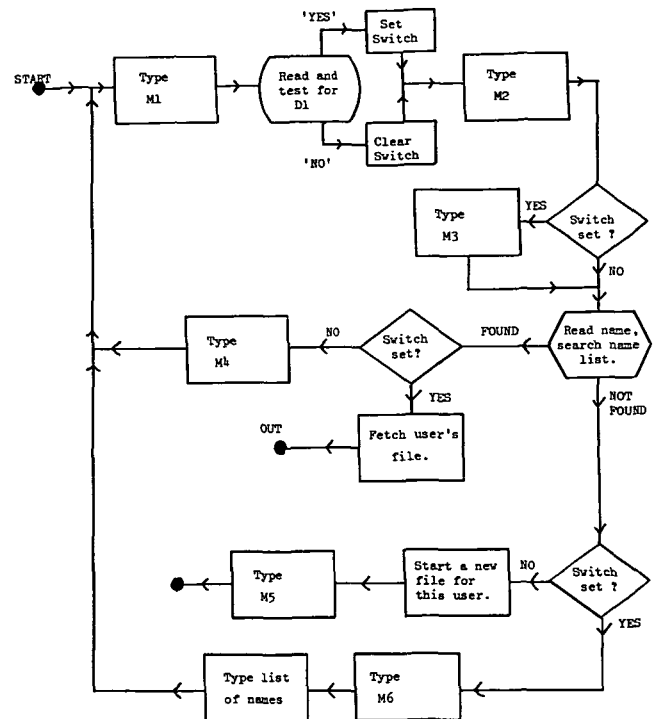 'YES'
Set
Switch
START
Type
M1
Read and
test for
D1
Type
M2
'NO'
Clear
Switch
Type
M3
YES
Switch
set ?
NO
Type
M4
NO
Switch
set?
FOUND
Read name,
search name
list.
YES
NOT
FOUND
OUT
Fetch user's
file.
Type
M5
Start a new
file for
this user.
NO
Switch
set ?
YES
Type list
of names
Type
M6